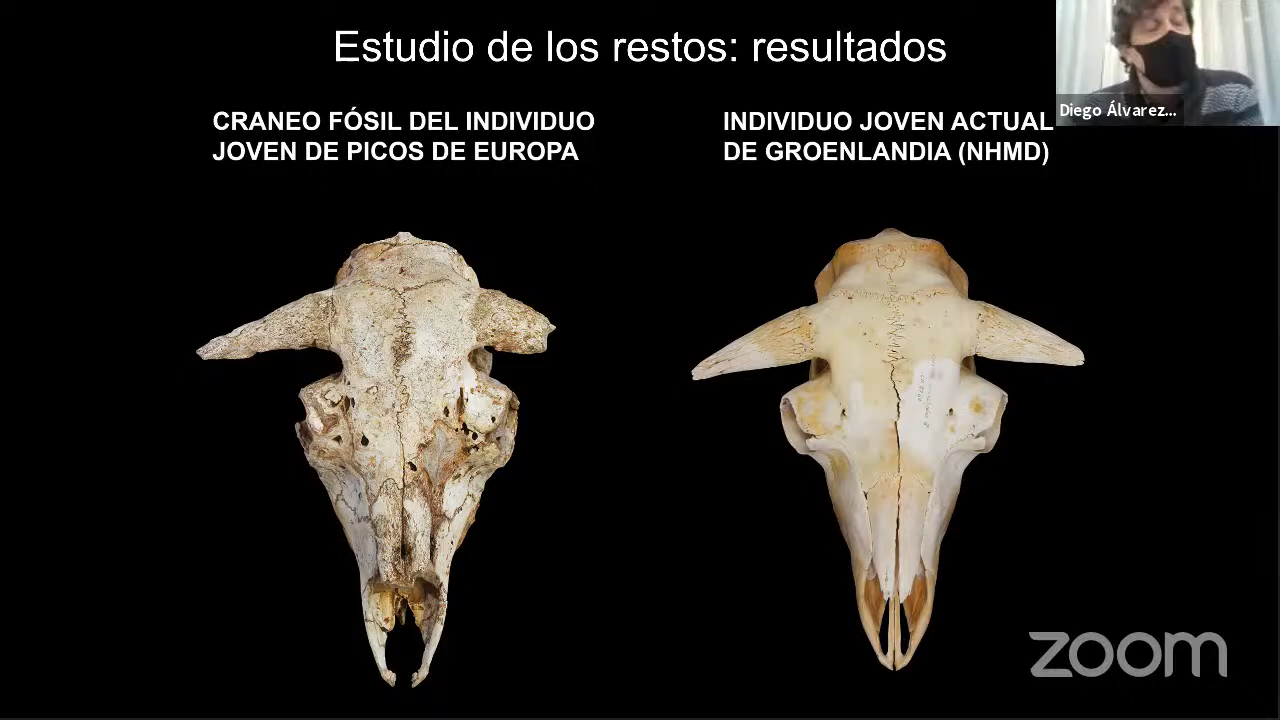 Estudio de los restos: resultados
CRANEO FÓSIL DEL INDIVIDUO
JOVEN DE PICOS DE EUROPA
INDIVIDUO JOVEN ACTUAL
DE GROENLANDIA (NHMD)
Diego Álvarez...
zoom